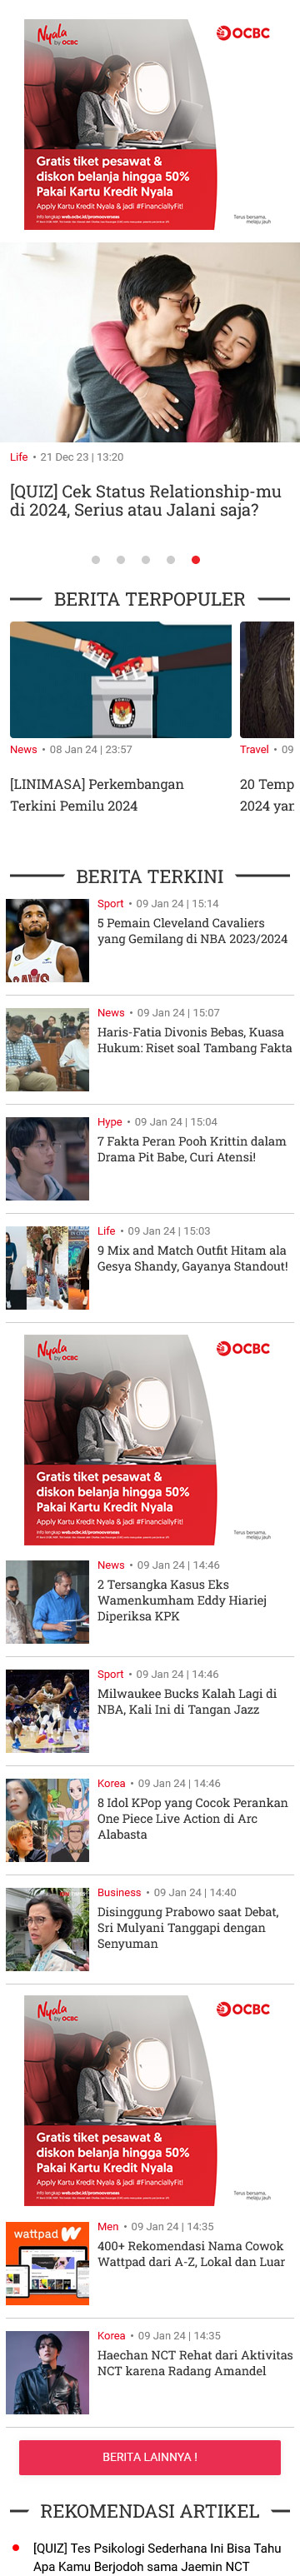 Nyala
by OCBC
OCBC
Gratis tiket pesawat &
diskon belanja hingga 50%
Pakai Kartu Kredit Nyala
Apply Kartu Kredit Nyala & jadi #FinanciallyFit!
Terus bersama,
melaju jauh
Life • 21 Dec 23 | 13:20
[QUIZ] Cek Status Relationship-mu
di 2024, Serius atau Jalani saja?
BERITA TERPOPULER
News • 08 Jan 24 | 23:57
[LINIMASA] Perkembangan
Terkini Pemilu 2024
Travel • 09
20 Temp
2024 yan
BERITA TERKINI
Sport • 09 Jan 24 | 15:14
5 Pemain Cleveland Cavaliers
yang Gemilang di NBA 2023/2024
News • 09 Jan 24 | 15:07
Haris-Fatia Divonis Bebas, Kuasa
Hukum: Riset soal Tambang Fakta
Hype • 09 Jan 24 | 15:04
7 Fakta Peran Pooh Krittin dalam
Drama Pit Babe, Curi Atensi!
Life • 09 Jan 24 | 15:03
9 Mix and Match Outfit Hitam ala
Gesya Shandy, Gayanya Standout!
Nyala
by OCBC
OCBC
Gratis tiket pesawat &
diskon belanja hingga 50%
Pakai Kartu Kredit Nyala
Apply Kartu Kredit Nyala & jadi #FinanciallyFit!
Terus bersama,
melaju jauh
News • 09 Jan 24 | 14:46
2 Tersangka Kasus Eks
Wamenkumham Eddy Hiariej
Diperiksa KPK
Sport • 09 Jan 24 | 14:46
Milwaukee Bucks Kalah Lagi di
NBA, Kali Ini di Tangan Jazz
Korea • 09 Jan 24 | 14:46
8 Idol KPop yang Cocok Perankan
One Piece Live Action di Arc
Alabasta
Business • 09 Jan 24 | 14:40
Disinggung Prabowo saat Debat,
Sri Mulyani Tanggapi dengan
Senyuman
Nyala
by OCBC
OCBC
Gratis tiket pesawat &
diskon belanja hingga 50%
Pakai Kartu Kredit Nyala
Apply Kartu Kredit Nyala & jadi #FinanciallyFit!
Terus bersama,
melaju jauh
wattpad
Men • 09 Jan 24 | 14:35
400+ Rekomendasi Nama Cowok
Wattpad dari A-Z, Lokal dan Luar
Korea • 09 Jan 24 | 14:35
Haechan NCT Rehat dari Aktivitas
NCT karena Radang Amandel
BERITA LAINNYA !
REKOMENDASI ARTIKEL
• [QUIZ] Tes Psikologi Sederhana Ini Bisa Tahu
Apa Kamu Berjodoh sama Jaemin NCT